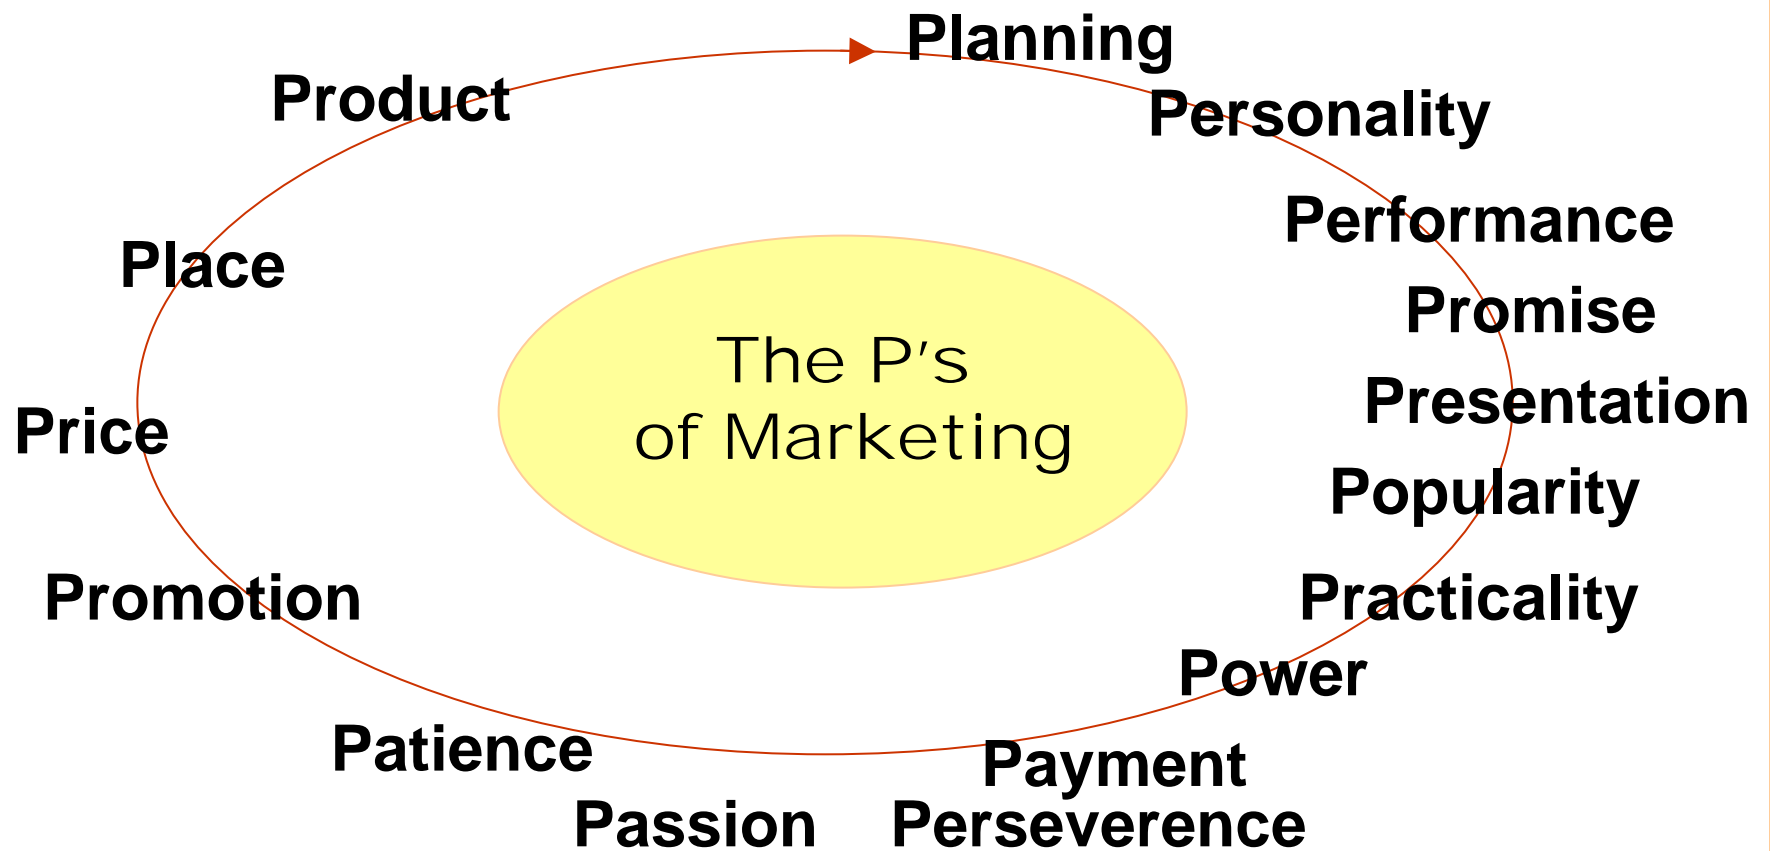 Planning
Product
Personality
Performance
Place
Promise
The P's
of Marketing
Presentation
Price
Popularity
Promotion
Practicality
Power
Patience
Payment
Passion
Perseverence